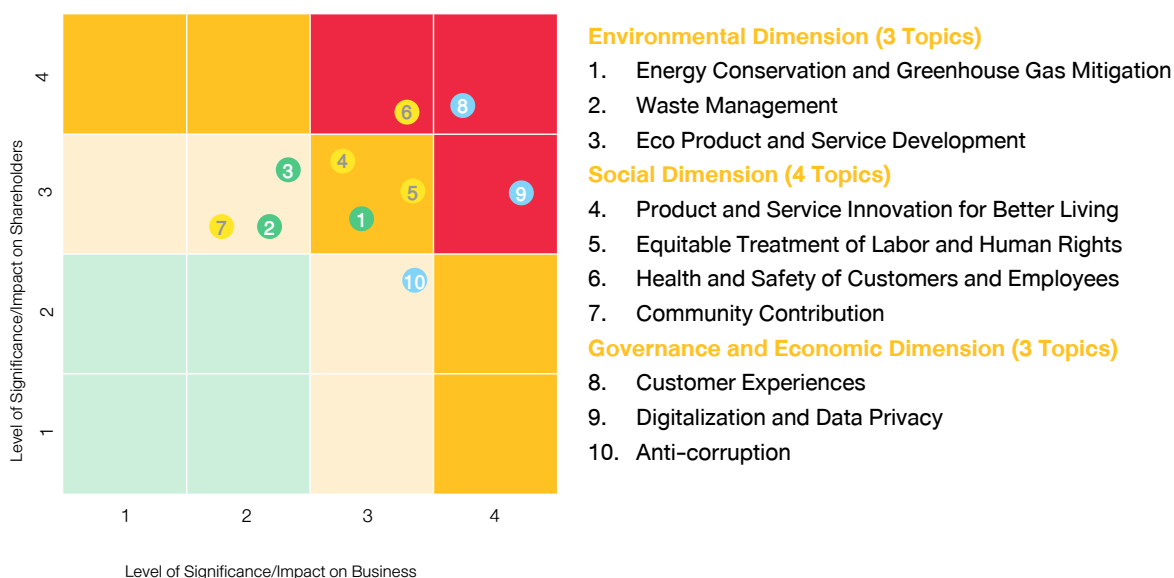 Level of Significance/Impact on Shareholders
4
3
2
1
6
8
4
3
5
9
7
2
1
10
1
2
3
4
Level of Significance/Impact on Business
Environmental Dimension (3 Topics)
1. Energy Conservation and Greenhouse Gas Mitigation
2. Waste Management
3. Eco Product and Service Development
Social Dimension (4 Topics)
4. Product and Service Innovation for Better Living
5. Equitable Treatment of Labor and Human Rights
6. Health and Safety of Customers and Employees
7. Community Contribution
Governance and Economic Dimension (3 Topics)
8. Customer Experiences
9. Digitalization and Data Privacy
10. Anti-corruption